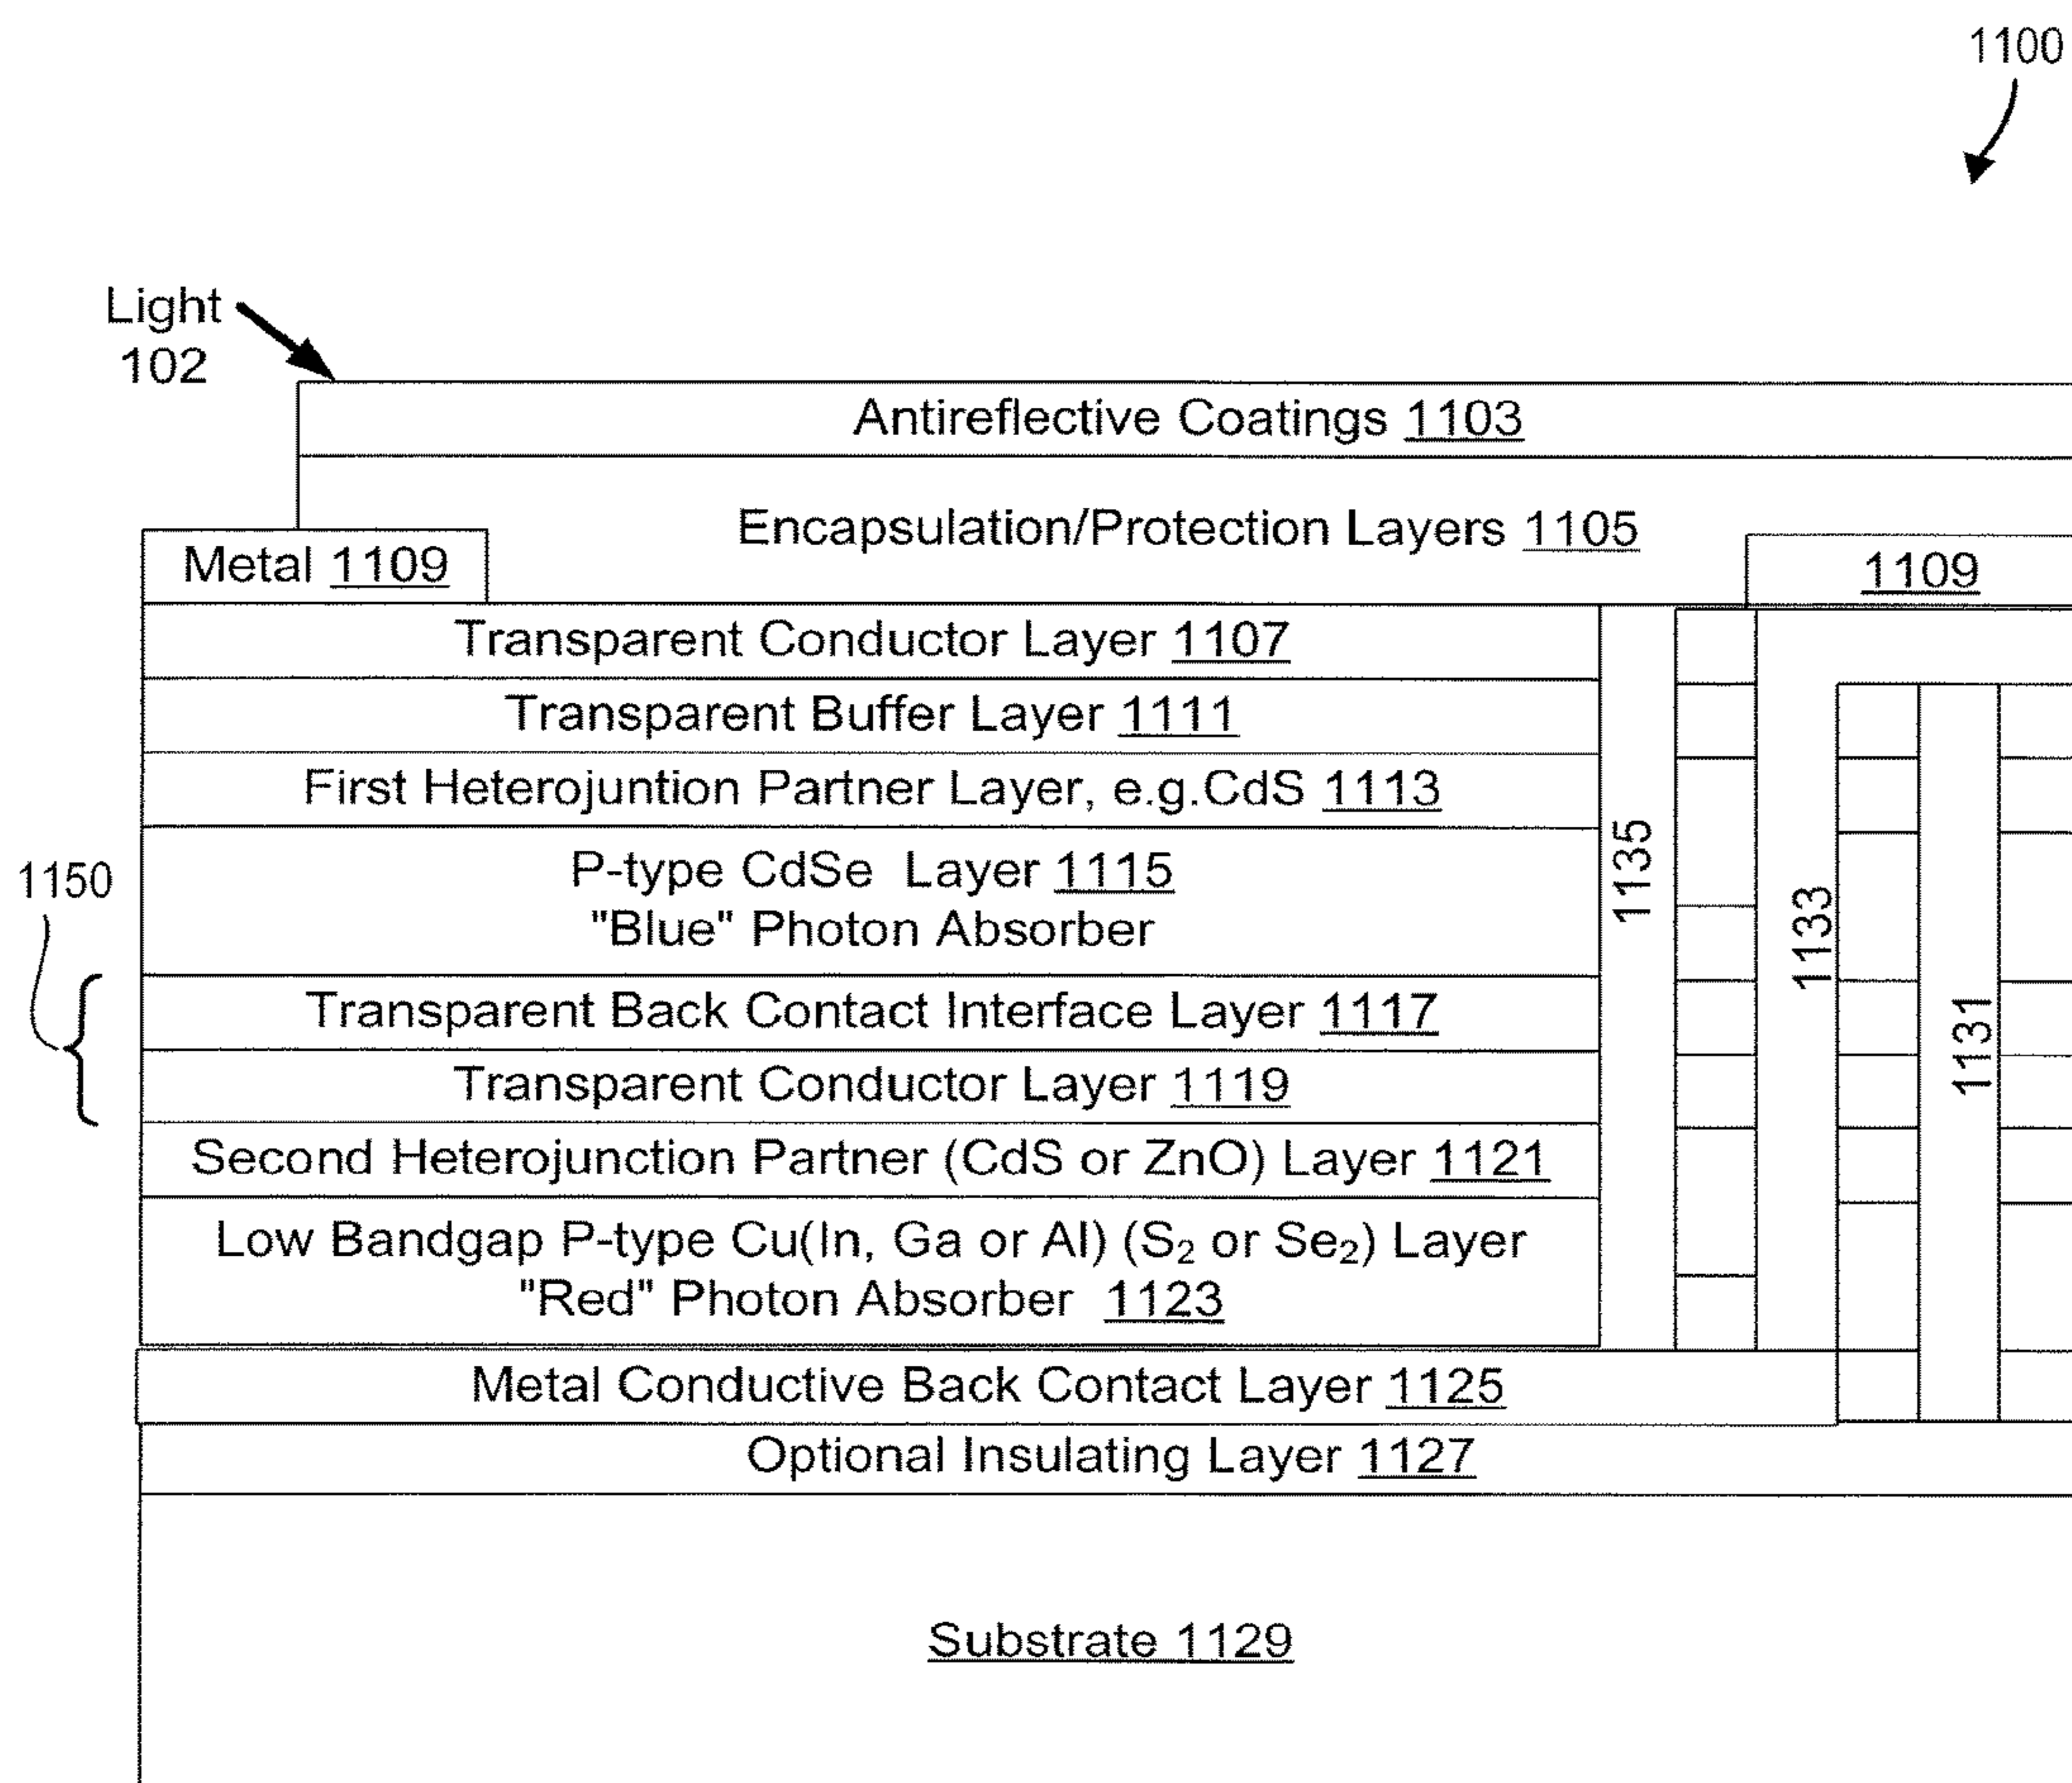 1100
Light
102
Antireflective Coatings 1103
Encapsulation/Protection Layers 1105
Metal 1109
1109
Transparent Conductor Layer 1107
Transparent Buffer Layer 1111
First Heterojuntion Partner Layer, e.g.CdS 1113
P-type CdSe Layer 1115
"Blue" Photon Absorber
1135
1133
1131
1150
Transparent Back Contact Interface Layer 1117
Transparent Conductor Layer 1119
Second Heterojunction Partner (CdS or ZnO) Layer 1121
Low Bandgap P-type Cu(In, Ga or Al) (S₂ or Se₂) Layer
"Red" Photon Absorber 1123
Metal Conductive Back Contact Layer 1125
Optional Insulating Layer 1127
Substrate 1129